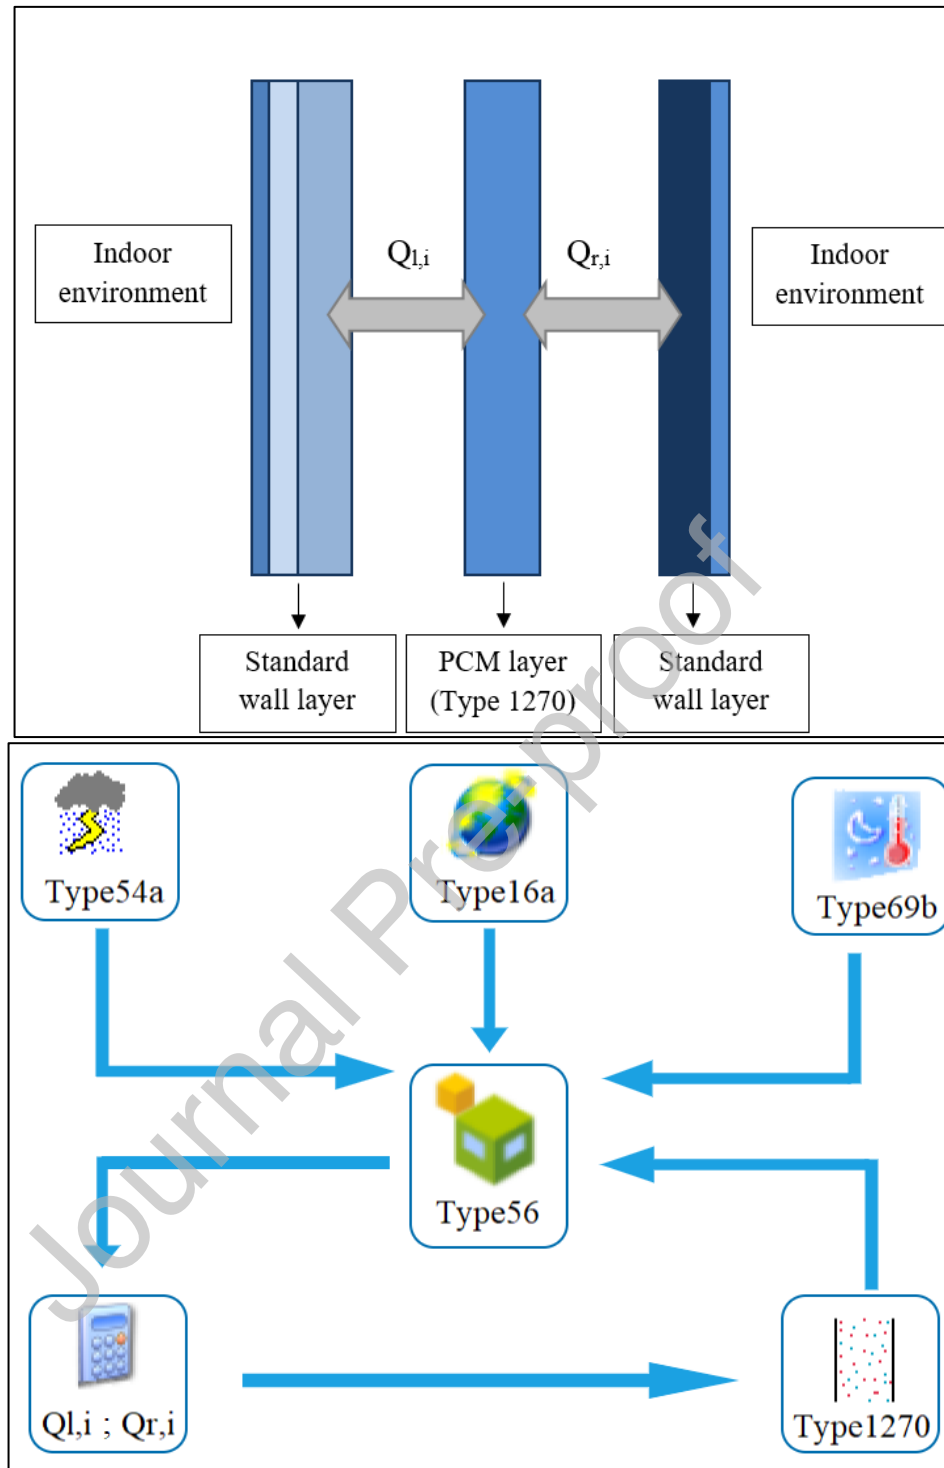 Indoor
environment
Ql,i
Qr,i
Indoor
environment
Standard
wall layer
PCM layer
(Type 1270)
Standard
wall layer
Journal Pre-proof
Type54a
Type16a
Type69b
Type56
Ql,i ; Qr,i
Type1270